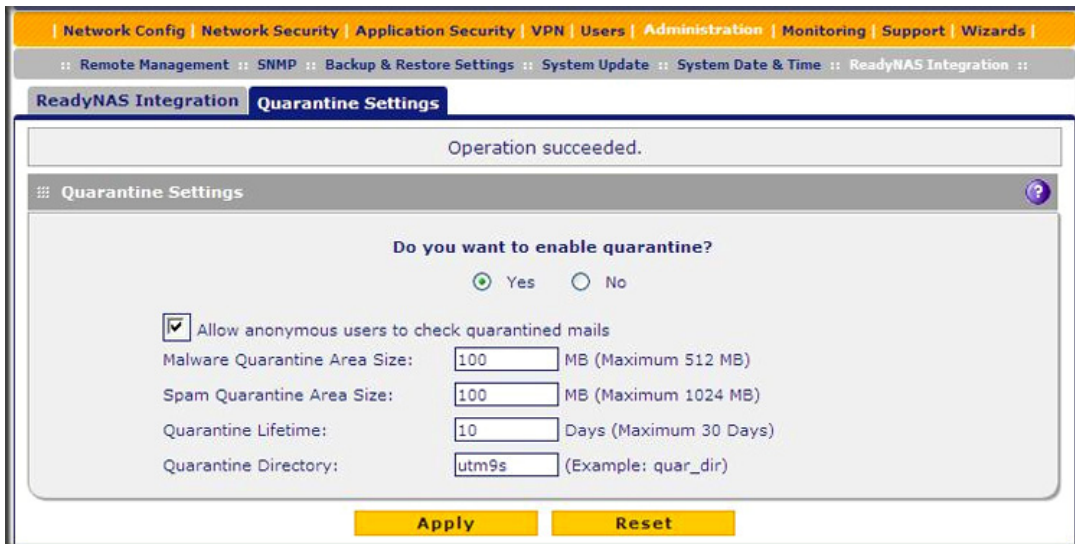 | Network Config | Network Security | Application Security | VPN | Users | Administration | Monitoring | Support | Wizards |
:: Remote Management :: SNMP :: Backup & Restore Settings :: System Update :: System Date & Time :: ReadyNAS Integration ::
ReadyNAS Integration Quarantine Settings
Operation succeeded.
Quarantine Settings ?
Do you want to enable quarantine?
Yes No
Allow anonymous users to check quarantined mails
Malware Quarantine Area Size: 100 MB (Maximum 512 MB)
Spam Quarantine Area Size: 100 MB (Maximum 1024 MB)
Quarantine Lifetime: 10 Days (Maximum 30 Days)
Quarantine Directory: utm9s (Example: quar_dir)
Apply Reset